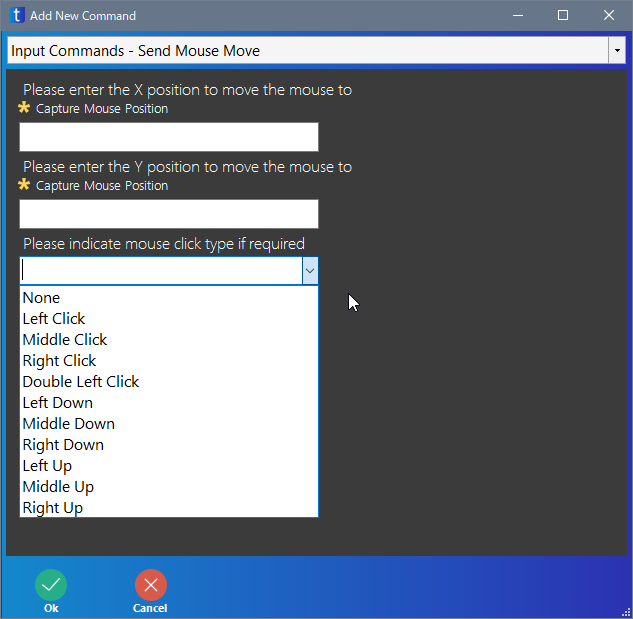 t Add New Command
Input Commands - Send Mouse Move
Please enter the X position to move the mouse to
Capture Mouse Position
Please enter the Y position to move the mouse to
Capture Mouse Position
Please indicate mouse click type if required
None
Left Click
Middle Click
Right Click
Double Left Click
Left Down
Middle Down
Right Down
Left Up
Middle Up
Right Up
Ok Cancel